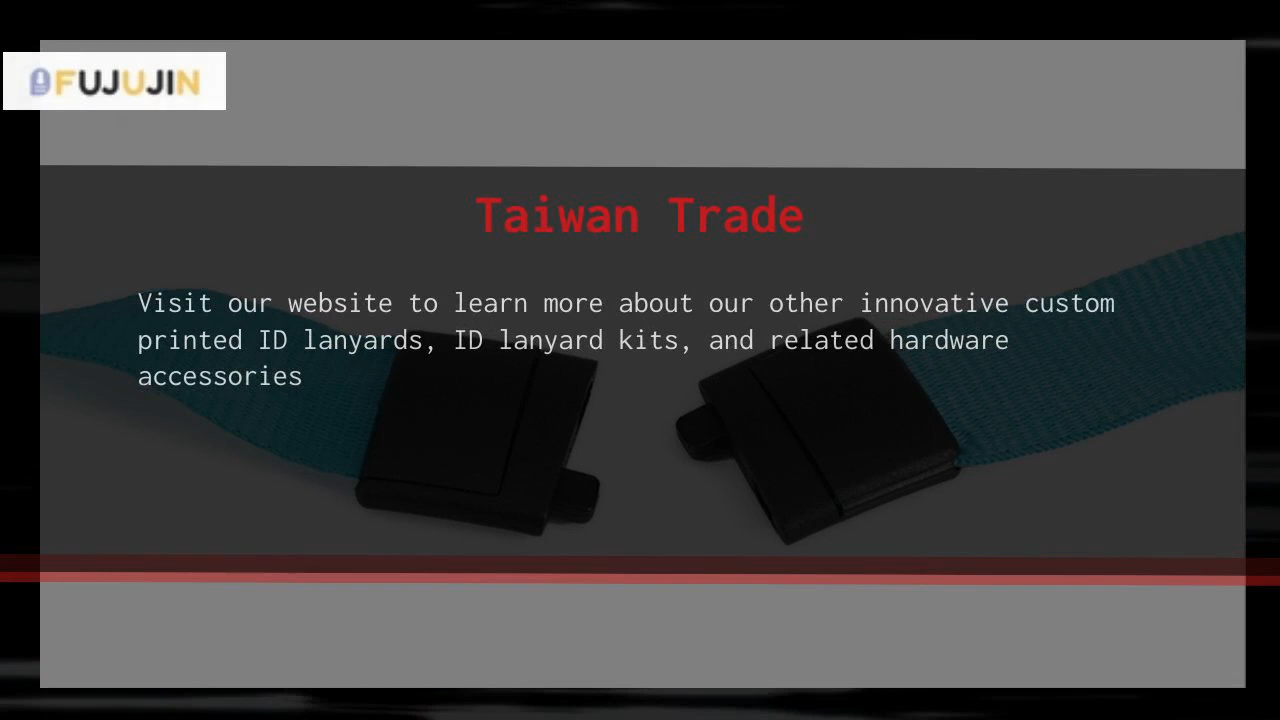 FUJUJIN
Taiwan Trade
Visit our website to learn more about our other innovative custom
printed ID lanyards, ID lanyard kits, and related hardware
accessories